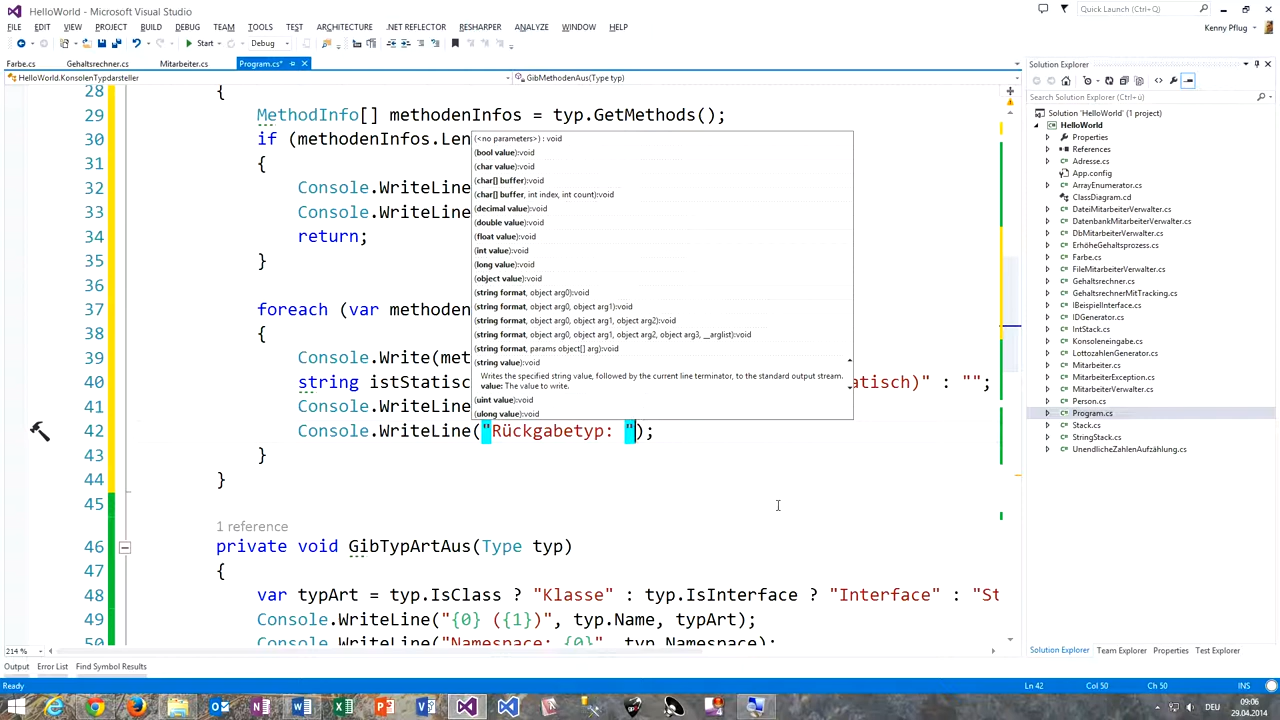 HelloWorld - Microsoft Visual Studio
Quick Launch (Ctrl+Q)
FILE EDIT VIEW PROJECT BUILD DEBUG TEAM TOOLS TEST ARCHITECTURE .NET REFLECTOR RESHARPER ANALYZE WINDOW HELP
Kenny Pflug
Start Debug
Farbe.cs Gehaltsrechner.cs Mitarbeiter.cs Program.cs*
HelloWorld.KonsolenTypdarsteller GibMethodenAus(Type typ)
28 {
29 MethodInfo[] methodenInfos = typ.GetMethods();
30 if (methodenInfos.Len
31 {
32 Console.WriteLine
33 Console.WriteLine
34 return;
35 }
36
37 foreach (var methoden
38 {
39 Console.Write(met
40 string istStatisc atisch)" : "";
41 Console.WriteLine
42 Console.WriteLine("Rückgabetyp: ");
43 }
44 }
45
1 reference
46 private void GibTypArtAus(Type typ)
47 {
48 var typArt = typ.IsClass ? "Klasse" : typ.IsInterface ? "Interface" : "St
49 Console.WriteLine("{0} ({1})", typ.Name, typArt);
50 Console.WriteLine("Namespace: {0}", typ.Namespace);
(<no parameters>) : void
(bool value):void
(char value):void
(char[] buffer):void
(char[] buffer, int index, int count):void
(decimal value):void
(double value):void
(float value):void
(int value):void
(long value):void
(object value):void
(string format, object arg0):void
(string format, object arg0, object arg1):void
(string format, object arg0, object arg1, object arg2):void
(string format, object arg0, object arg1, object arg2, object arg3, __arglist):void
(string format, params object[] arg):void
(string value):void
Writes the specified string value, followed by the current line terminator, to the standard output stream.
value: The value to write.
(uint value):void
(ulong value):void
214 %
Solution Explorer
Search Solution Explorer (Ctrl+ü)
Solution 'HelloWorld' (1 project)
HelloWorld
Properties
References
Adresse.cs
App.config
ArrayEnumerator.cs
ClassDiagram.cd
DateiMitarbeiterVerwalter.cs
DatenbankMitarbeiterVerwalter.cs
DbMitarbeiterVerwalter.cs
ErhöheGehaltsprozess.cs
Farbe.cs
FileMitarbeiterVerwalter.cs
Gehaltsrechner.cs
GehaltsrechnerMitTracking.cs
IBeispielInterface.cs
IDGenerator.cs
IntStack.cs
Konsoleneingabe.cs
LottozahlenGenerator.cs
Mitarbeiter.cs
MitarbeiterException.cs
MitarbeiterVerwalter.cs
Person.cs
Program.cs
Stack.cs
StringStack.cs
UnendlicheZahlenAufzählung.cs
Solution Explorer Team Explorer Properties Test Explorer
Output Error List Find Symbol Results
Ready Ln 42 Col 50 Ch 50 INS
DEU
09:06
29.04.2014